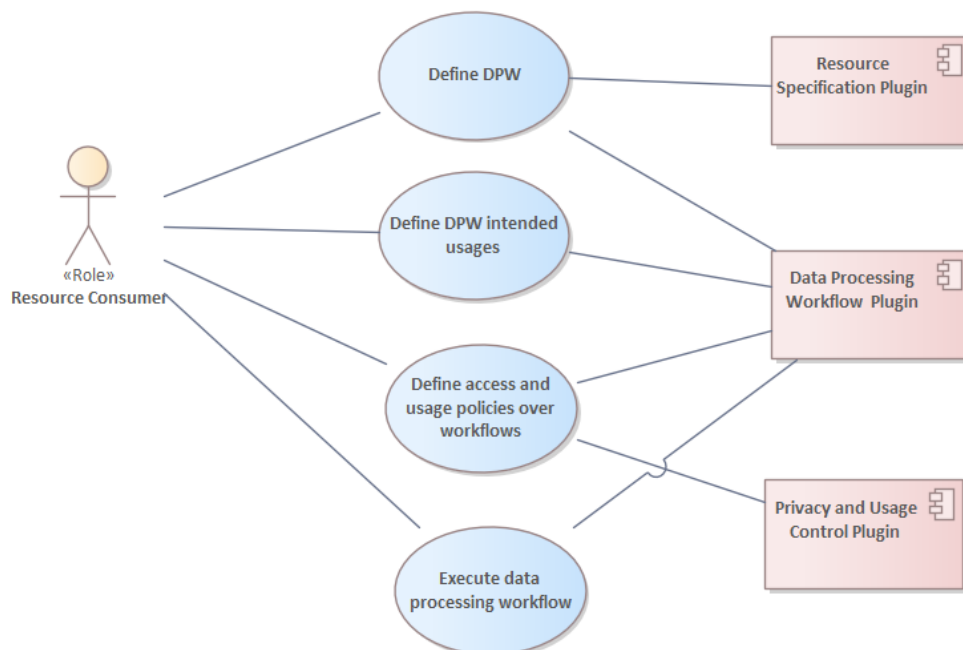 Define DPW
Resource
Specification Plugin
«Role»
Resource Consumer
Define DPW intended
usages
Data Processing
Workflow Plugin
Define access and
usage policies over
workflows
Privacy and Usage
Control Plugin
Execute data
processing workflow